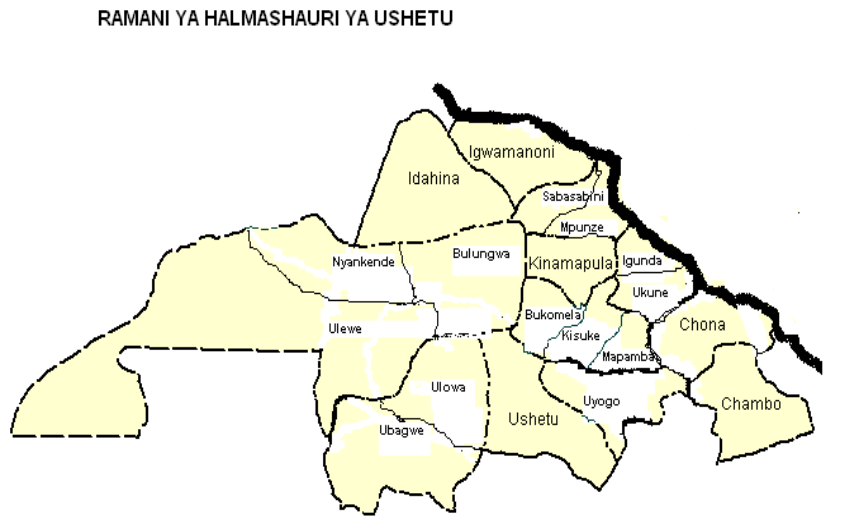 RAMANI YA HALMASHAURI YA USHETU
Igwamanoni
Idahina
Sabasabini
Mpunze
Bulungwa
Nyankende
Kinamapula
Igunda
Ukune
Bukomela
Chona
Ulewe
Kisuke
Mapamba
Ulowa
Uyogo
Chambo
Ushetu
Ubagwe